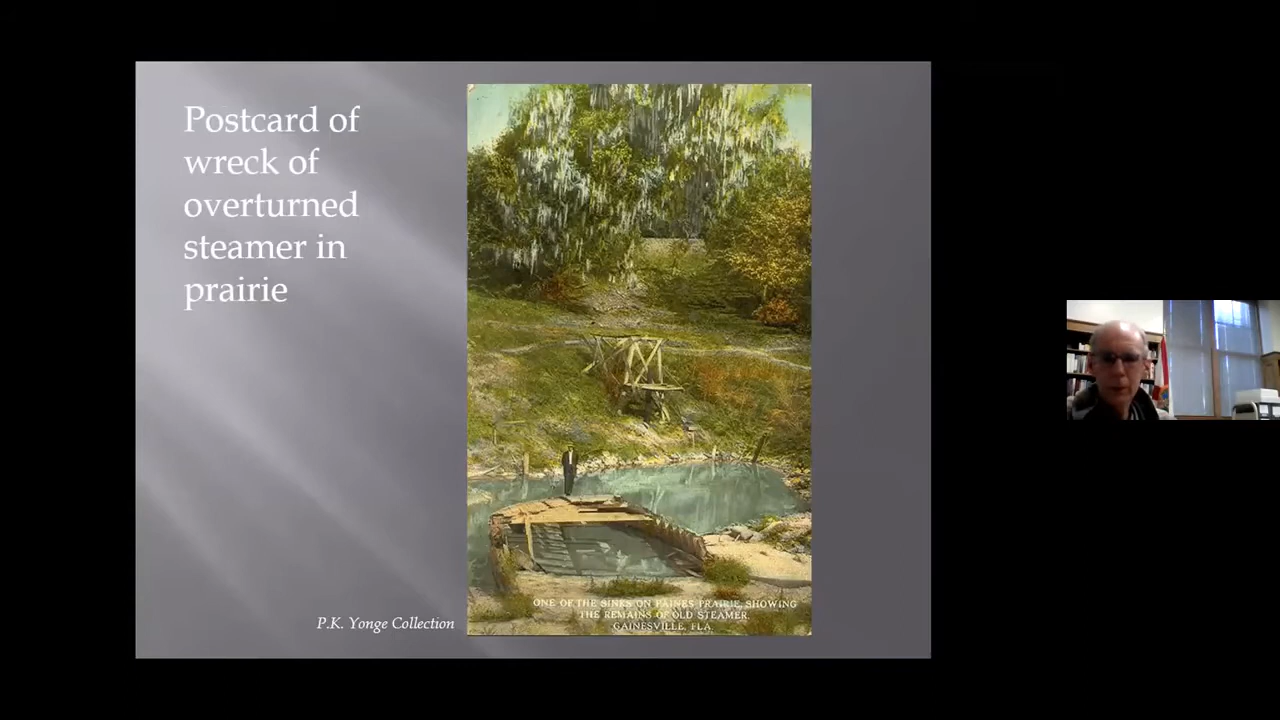 Postcard of
wreck of
overturned
steamer in
prairie
P.K. Yonge Collection
ONE OF THE SINKS ON PAINES PRAIRIE, SHOWING
THE REMAINS OF OLD STEAMER.
GAINESVILLE, FLA.